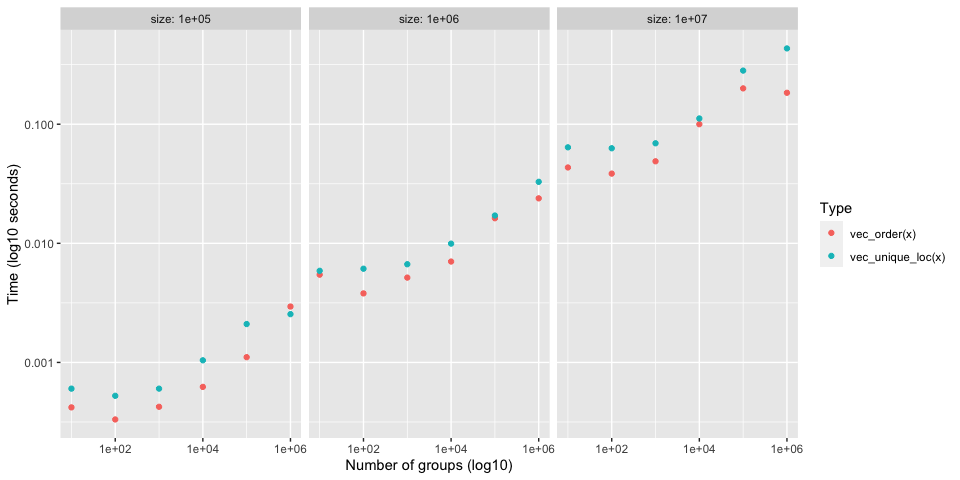 size: 1e+05 size: 1e+06 size: 1e+07
Time (log10 seconds)
0.100
0.010
0.001
1e+02 1e+04 1e+06 1e+02 1e+04 1e+06 1e+02 1e+04 1e+06
Number of groups (log10)
Type
vec_order(x)
vec_unique_loc(x)